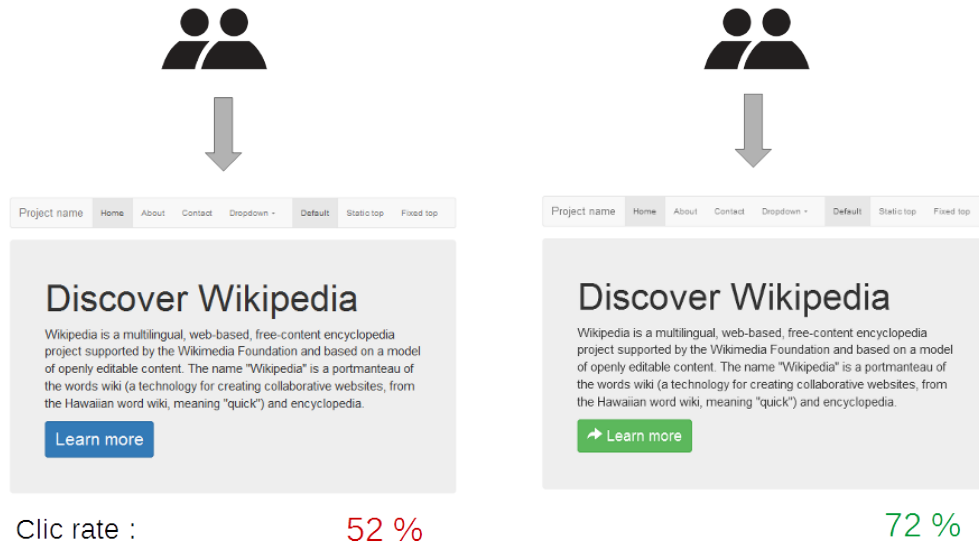 Project name Home About Contact Dropdown Default Static top Fixed top
Discover Wikipedia
Wikipedia is a multilingual, web-based, free-content encyclopedia
project supported by the Wikimedia Foundation and based on a model
of openly editable content. The name "Wikipedia" is a portmanteau of
the words wiki (a technology for creating collaborative websites, from
the Hawaiian word wiki, meaning "quick") and encyclopedia.
Learn more
Project name Home About Contact Dropdown Default Static top Fixed top
Discover Wikipedia
Wikipedia is a multilingual, web-based, free-content encyclopedia
project supported by the Wikimedia Foundation and based on a model
of openly editable content. The name "Wikipedia" is a portmanteau of
the words wiki (a technology for creating collaborative websites, from
the Hawaiian word wiki, meaning "quick") and encyclopedia.
Learn more
Clic rate : 52 % 72 %